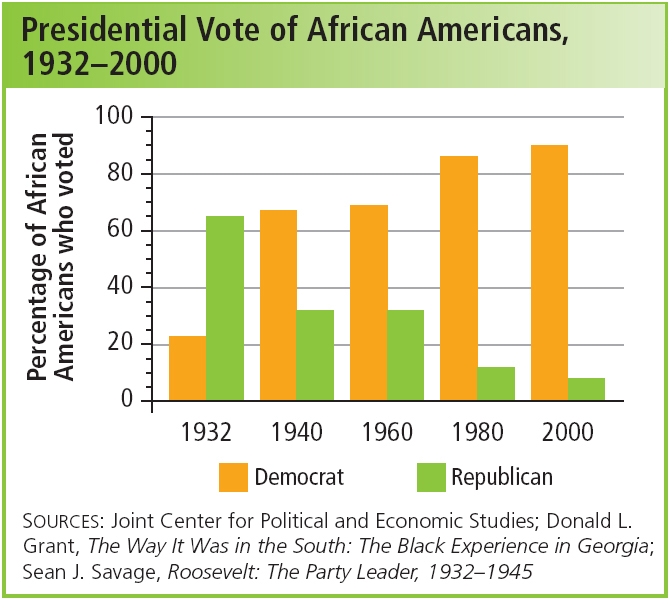 Presidential Vote of African Americans,
1932–2000
Percentage of African
Americans who voted
100
80
60
40
20
0
1932 1940 1960 1980 2000
Democrat Republican
SOURCES: Joint Center for Political and Economic Studies; Donald L.
Grant, The Way It Was in the South: The Black Experience in Georgia;
Sean J. Savage, Roosevelt: The Party Leader, 1932–1945